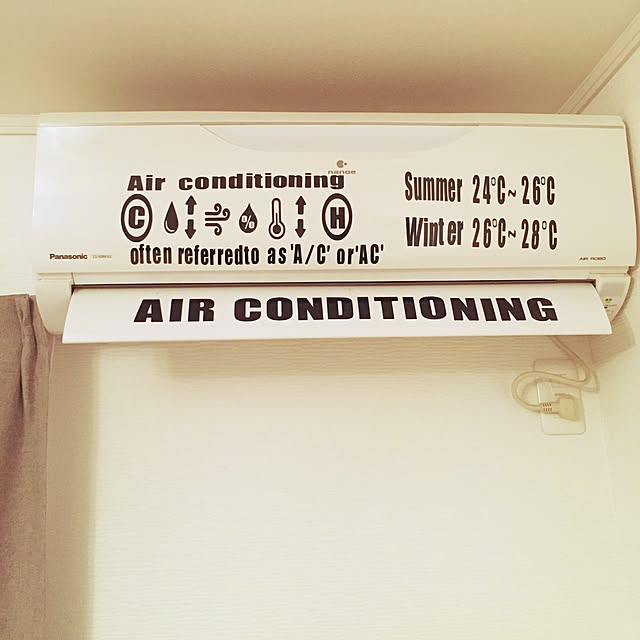 nanoe
Air conditioning
C % H
often referredto as 'A/C' or 'AC'
Summer 24°C~26°C
Winter 26°C~28°C
Panasonic
AIR ROBO
AIR CONDITIONING